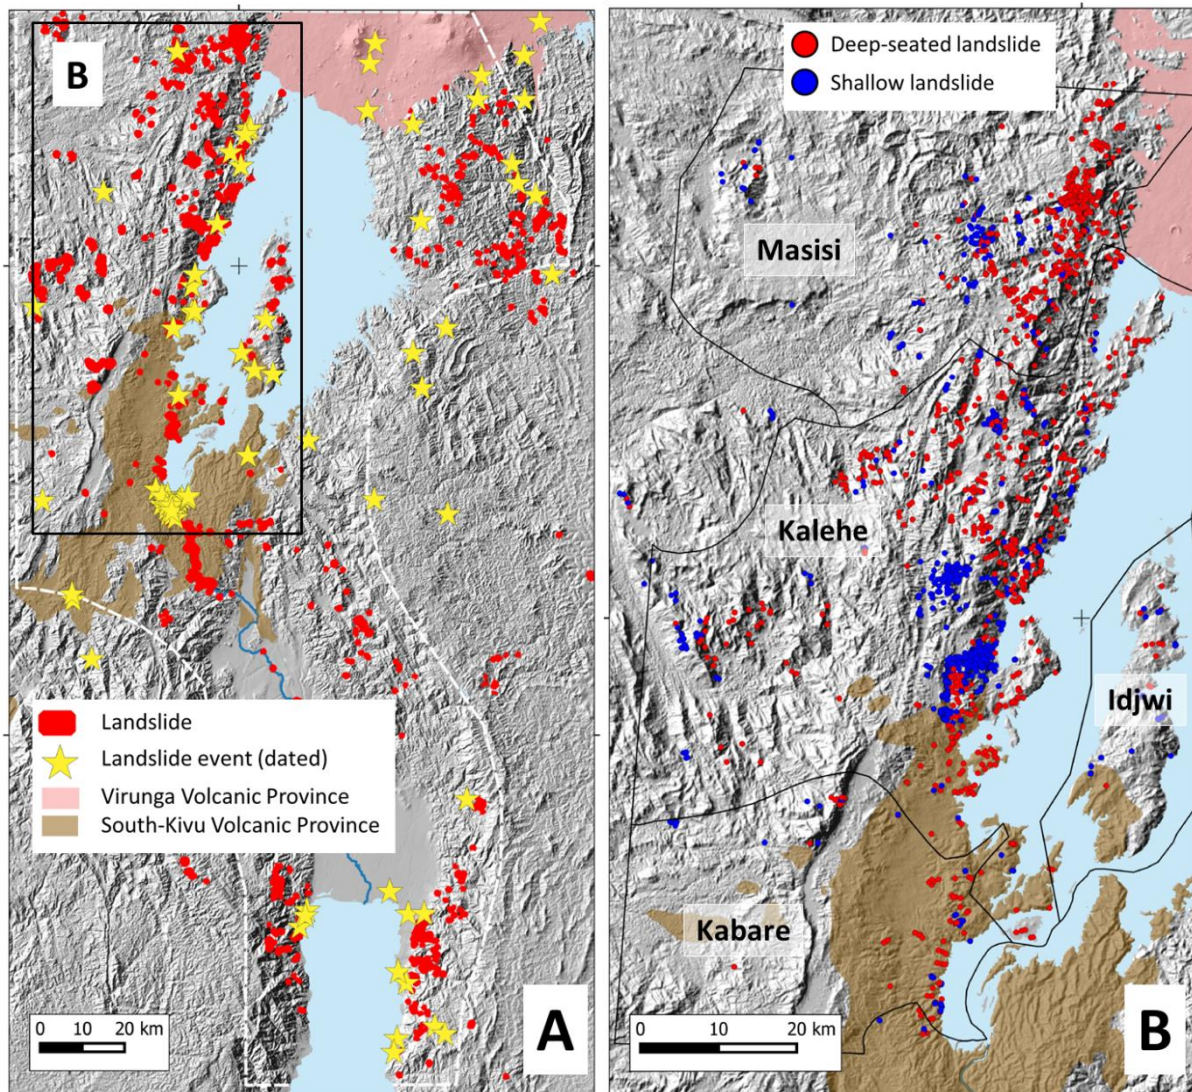 B
Landslide
Landslide event (dated)
Virunga Volcanic Province
South-Kivu Volcanic Province
0 10 20 km
A
Deep-seated landslide
Shallow landslide
Masisi
Kalehe
Idjwi
Kabare
0 10 20 km
B